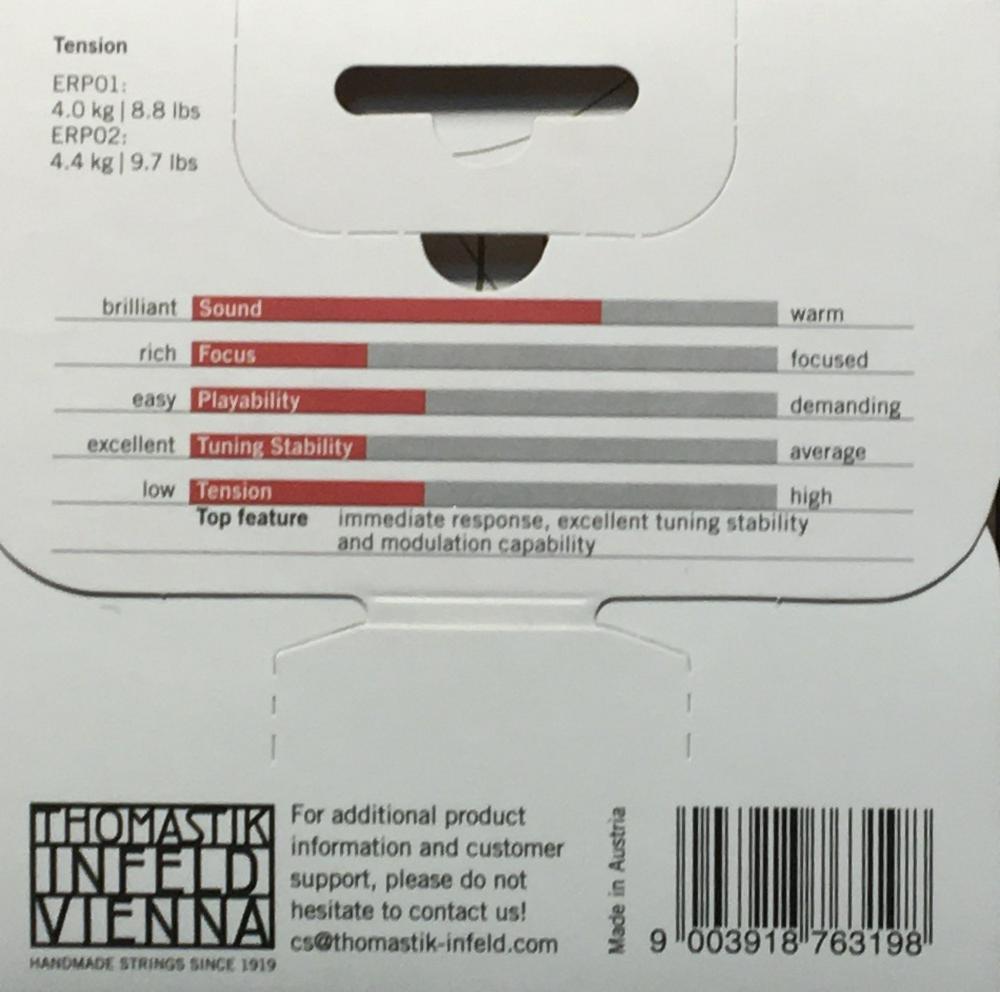 Tension
ERP01:
4.0 kg | 8.8 lbs
ERP02:
4.4 kg | 9.7 lbs
brilliant Sound warm
rich Focus focused
easy Playability demanding
excellent Tuning Stability average
low Tension high
Top feature immediate response, excellent tuning stability
and modulation capability
THOMASTIK
INFELD
VIENNA
HANDMADE STRINGS SINCE 1919
For additional product
information and customer
support, please do not
hesitate to contact us!
cs@thomastik-infeld.com
Made in Austria
9 003918 763198